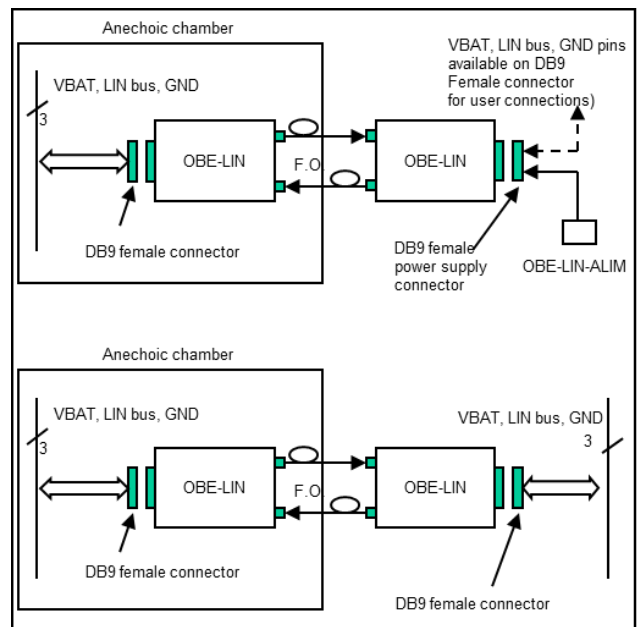 Anechoic chamber
VBAT, LIN bus, GND
3
OBE-LIN
F.O.
OBE-LIN
DB9 female connector
VBAT, LIN bus, GND pins
available on DB9
Female connector
for user connections)
DB9 female
power supply
connector
OBE-LIN-ALIM
Anechoic chamber
VBAT, LIN bus, GND
3
OBE-LIN
F.O.
OBE-LIN
VBAT, LIN bus, GND
3
DB9 female connector
DB9 female connector